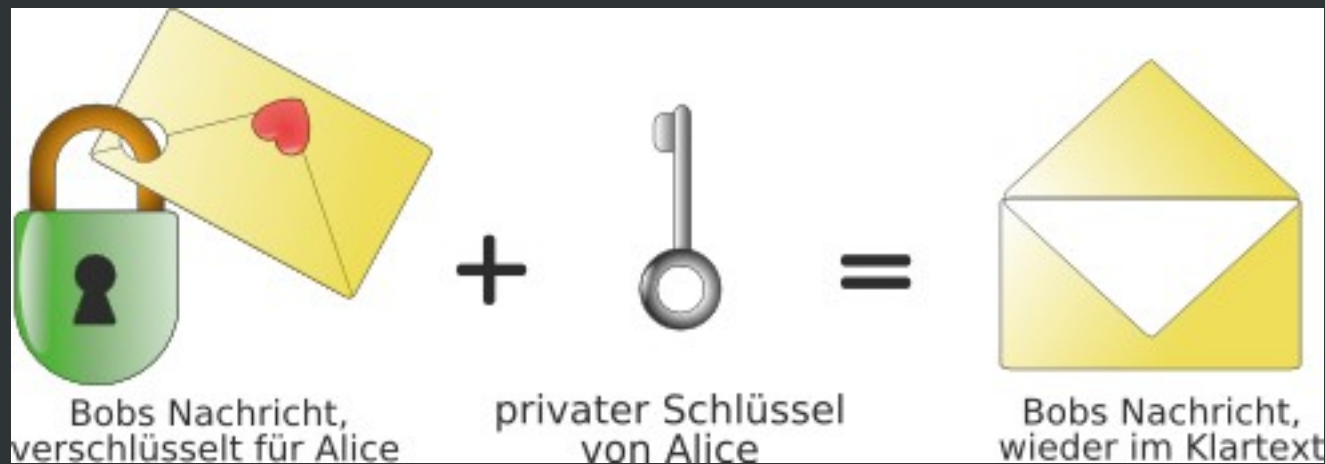 Bobs Nachricht,
verschlüsselt für Alice
privater Schlüssel
von Alice
Bobs Nachricht,
wieder im Klartext